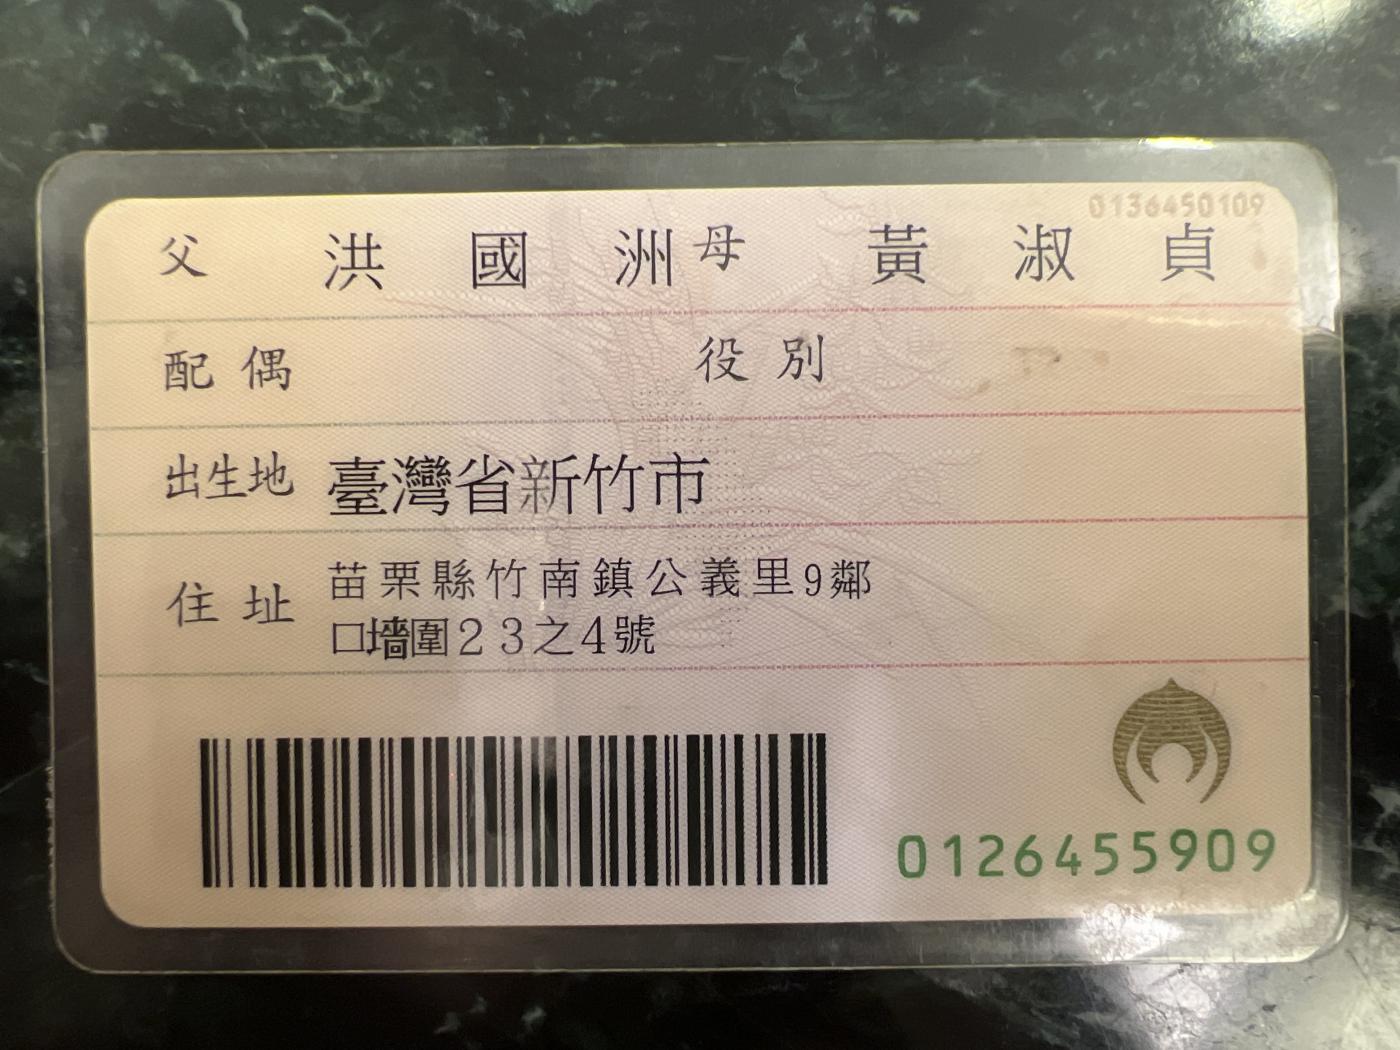 0136450109
父 洪國洲 母 黃淑貞
配偶 役別
出生地 臺灣省新竹市
住址 苗栗縣竹南鎮公義里9鄰
口墻圍23之4號
0126455909